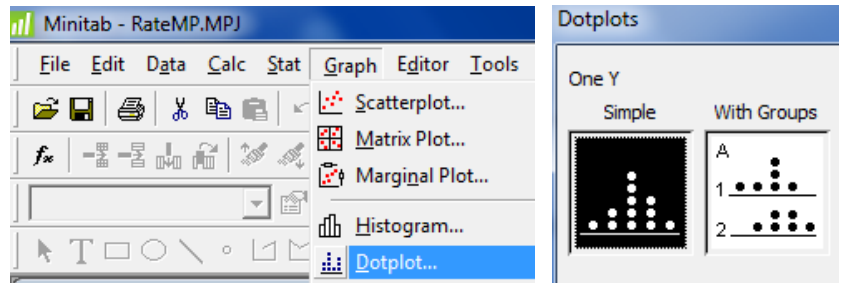 Minitab - RateMP.MPJ
File Edit Data Calc Stat Graph Editor Tools
Scatterplot...
Matrix Plot...
fx
Marginal Plot...
Histogram...
T
Dotplot...
Dotplots
One Y
Simple With Groups
A
1
2